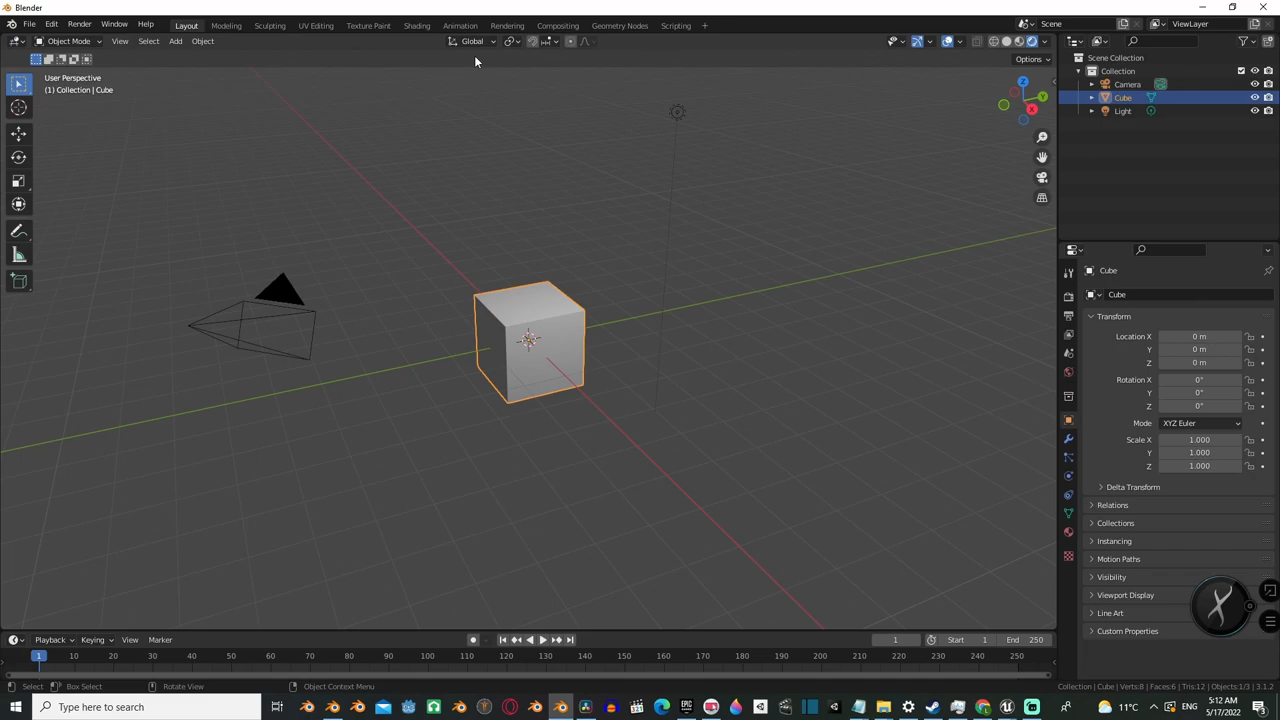 Blender
File Edit Render Window Help Layout Modeling Sculpting UV Editing Texture Paint Shading Animation Rendering Compositing Geometry Nodes Scripting + Scene ViewLayer
Object Mode View Select Add Object Global
Options
User Perspective
(1) Collection | Cube
Z
Y
X
Scene Collection
Collection
Camera
Cube
Light
Cube
Cube
Transform
Location X 0 m
Y 0 m
Z 0 m
Rotation X 0°
Y 0°
Z 0°
Mode XYZ Euler
Scale X 1.000
Y 1.000
Z 1.000
Delta Transform
Relations
Collections
Instancing
Motion Paths
Visibility
Viewport Display
Line Art
Custom Properties
Playback Keying View Marker 1 Start 1 End 250
1 10 20 30 40 50 60 70 80 90 100 110 120 130 140 150 160 170 180 190 200 210 220 230 240 250
Select Box Select Rotate View Object Context Menu Collection | Cube | Verts:8 | Faces:6 | Tris:12 | Objects:1/3 | 3.1.2
Type here to search 11°C 5:12 AM
5/17/2022